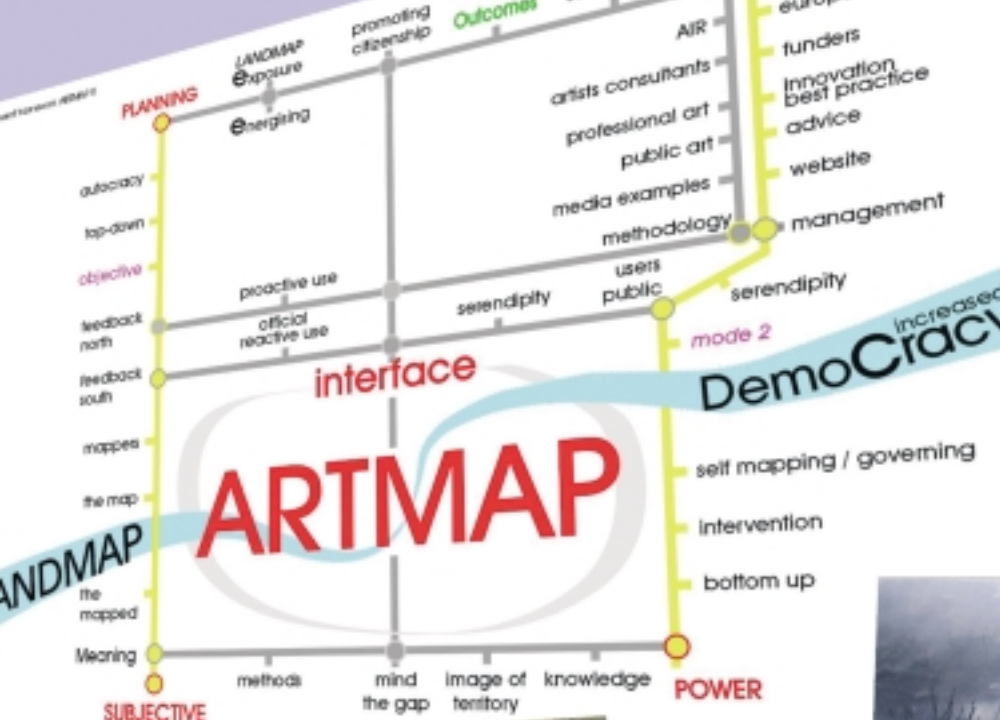 promoting
citizenship
Outcomes
LANDMAP
exposure
PLANNING
energising
AIR
artists consultants
professional art
public art
media examples
methodology
funders
innovation
best practice
advice
website
management
autocracy
top-down
objective
feedback
north
proactive use
official
reactive use
feedback
south
serendipity
users
public
serendipity
mode 2
increased
DemoCracy
interface
ARTMAP
mappers
the map
ANDMAP
the
mapped
Meaning
SUBJECTIVE
self mapping / governing
intervention
bottom up
methods
mind
the gap
image of
territory
knowledge
POWER